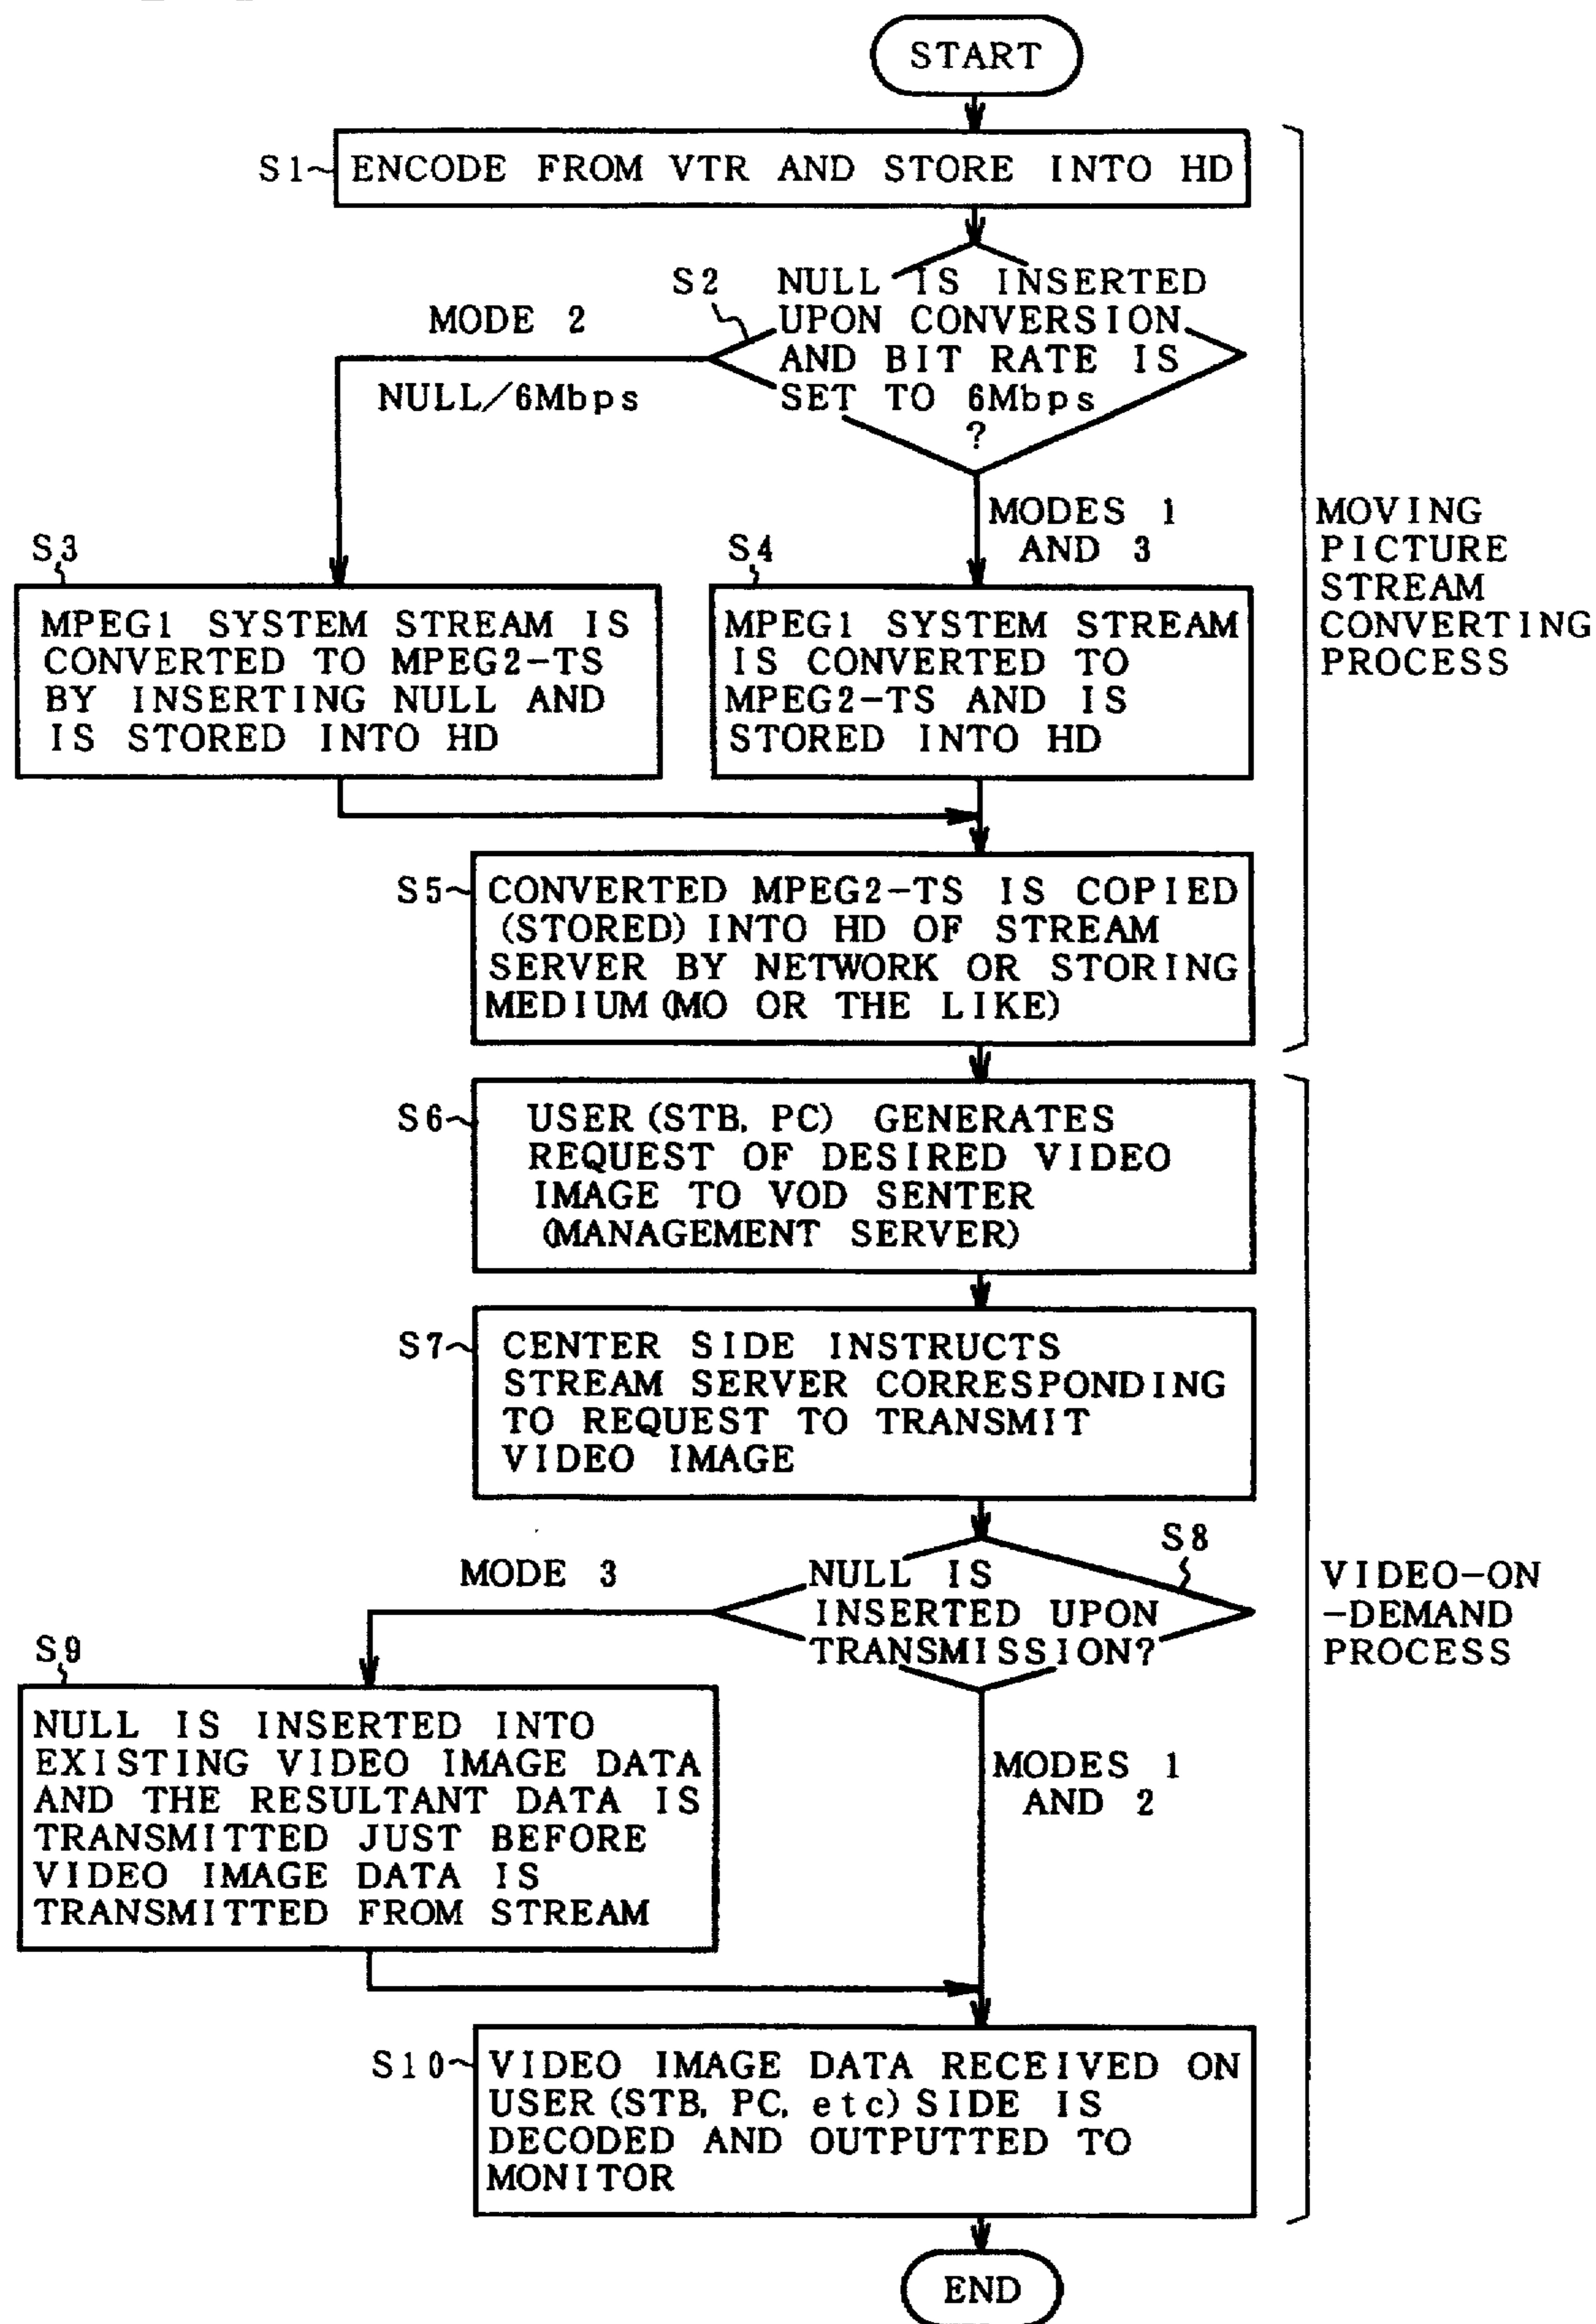 START
S1 ENCODE FROM VTR AND STORE INTO HD
S2 NULL IS INSERTED
UPON CONVERSION
AND BIT RATE IS
SET TO 6Mbps
?
MODE 2
NULL/6Mbps
MODES 1
AND 3
S3
MPEG1 SYSTEM STREAM IS
CONVERTED TO MPEG2-TS
BY INSERTING NULL AND
IS STORED INTO HD
S4
MPEG1 SYSTEM STREAM
IS CONVERTED TO
MPEG2-TS AND IS
STORED INTO HD
MOVING
PICTURE
STREAM
CONVERTING
PROCESS
S5 CONVERTED MPEG2-TS IS COPIED
(STORED) INTO HD OF STREAM
SERVER BY NETWORK OR STORING
MEDIUM (MO OR THE LIKE)
S6 USER (STB, PC) GENERATES
REQUEST OF DESIRED VIDEO
IMAGE TO VOD SENTER
(MANAGEMENT SERVER)
S7 CENTER SIDE INSTRUCTS
STREAM SERVER CORRESPONDING
TO REQUEST TO TRANSMIT
VIDEO IMAGE
S8
NULL IS
INSERTED UPON
TRANSMISSION?
MODE 3
MODES 1
AND 2
VIDEO-ON
-DEMAND
PROCESS
S9
NULL IS INSERTED INTO
EXISTING VIDEO IMAGE DATA
AND THE RESULTANT DATA IS
TRANSMITTED JUST BEFORE
VIDEO IMAGE DATA IS
TRANSMITTED FROM STREAM
S10 VIDEO IMAGE DATA RECEIVED ON
USER (STB, PC, etc) SIDE IS
DECODED AND OUTPUTTED TO
MONITOR
END